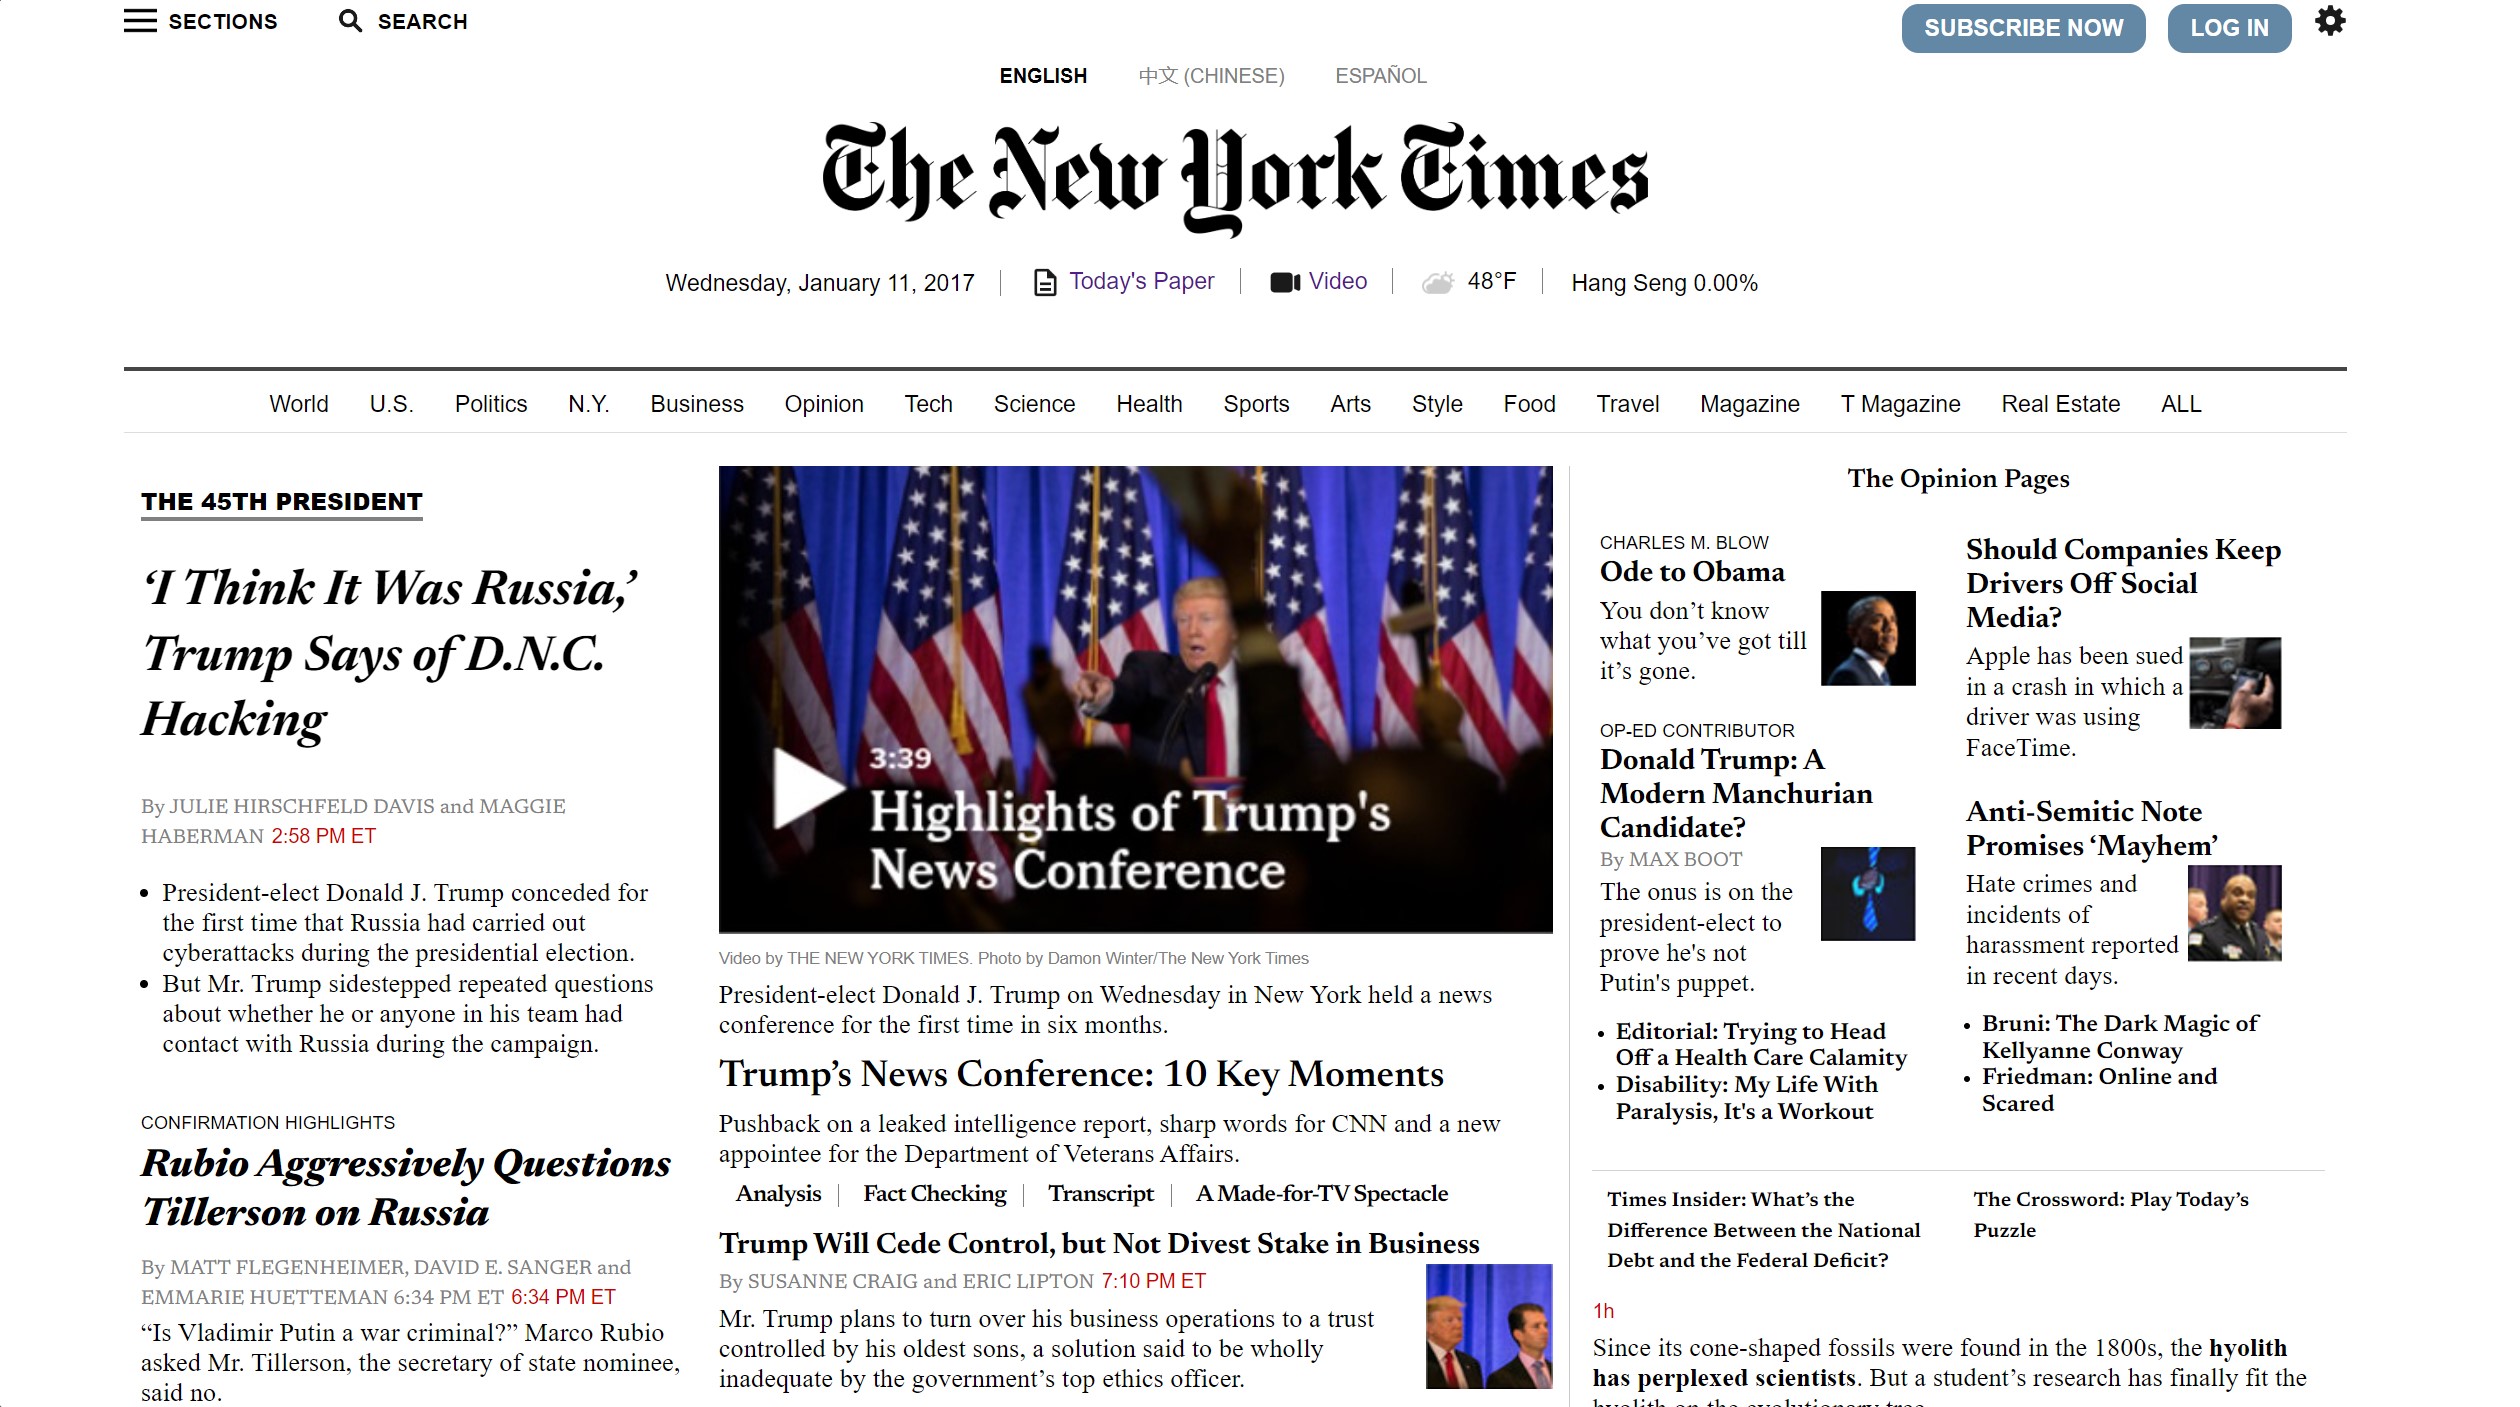 SECTIONS
SEARCH
SUBSCRIBE NOW
LOG IN
ENGLISH
中文 (CHINESE)
ESPAÑOL
The New York Times
Wednesday, January 11, 2017
Today's Paper
Video
48°F
Hang Seng 0.00%
World
U.S.
Politics
N.Y.
Business
Opinion
Tech
Science
Health
Sports
Arts
Style
Food
Travel
Magazine
T Magazine
Real Estate
ALL
THE 45TH PRESIDENT
‘I Think It Was Russia,’
Trump Says of D.N.C.
Hacking
By JULIE HIRSCHFELD DAVIS and MAGGIE
HABERMAN 2:58 PM ET
• President-elect Donald J. Trump conceded for
the first time that Russia had carried out
cyberattacks during the presidential election.
• But Mr. Trump sidestepped repeated questions
about whether he or anyone in his team had
contact with Russia during the campaign.
CONFIRMATION HIGHLIGHTS
Rubio Aggressively Questions
Tillerson on Russia
By MATT FLEGENHEIMER, DAVID E. SANGER and
EMMARIE HUETTEMAN 6:34 PM ET 6:34 PM ET
“Is Vladimir Putin a war criminal?” Marco Rubio
asked Mr. Tillerson, the secretary of state nominee,
said no.
3:39
Highlights of Trump's
News Conference
Video by THE NEW YORK TIMES. Photo by Damon Winter/The New York Times
President-elect Donald J. Trump on Wednesday in New York held a news
conference for the first time in six months.
Trump’s News Conference: 10 Key Moments
Pushback on a leaked intelligence report, sharp words for CNN and a new
appointee for the Department of Veterans Affairs.
Analysis
Fact Checking
Transcript
A Made-for-TV Spectacle
Trump Will Cede Control, but Not Divest Stake in Business
By SUSANNE CRAIG and ERIC LIPTON 7:10 PM ET
Mr. Trump plans to turn over his business operations to a trust
controlled by his oldest sons, a solution said to be wholly
inadequate by the government’s top ethics officer.
The Opinion Pages
CHARLES M. BLOW
Ode to Obama
You don’t know
what you’ve got till
it’s gone.
OP-ED CONTRIBUTOR
Donald Trump: A
Modern Manchurian
Candidate?
By MAX BOOT
The onus is on the
president-elect to
prove he's not
Putin's puppet.
• Editorial: Trying to Head
Off a Health Care Calamity
• Disability: My Life With
Paralysis, It's a Workout
Should Companies Keep
Drivers Off Social
Media?
Apple has been sued
in a crash in which a
driver was using
FaceTime.
Anti-Semitic Note
Promises ‘Mayhem’
Hate crimes and
incidents of
harassment reported
in recent days.
• Bruni: The Dark Magic of
Kellyanne Conway
• Friedman: Online and
Scared
Times Insider: What’s the
Difference Between the National
Debt and the Federal Deficit?
The Crossword: Play Today’s
Puzzle
1h
Since its cone-shaped fossils were found in the 1800s, the hyolith
has perplexed scientists. But a student’s research has finally fit the
hyolith on the evolutionary tree.